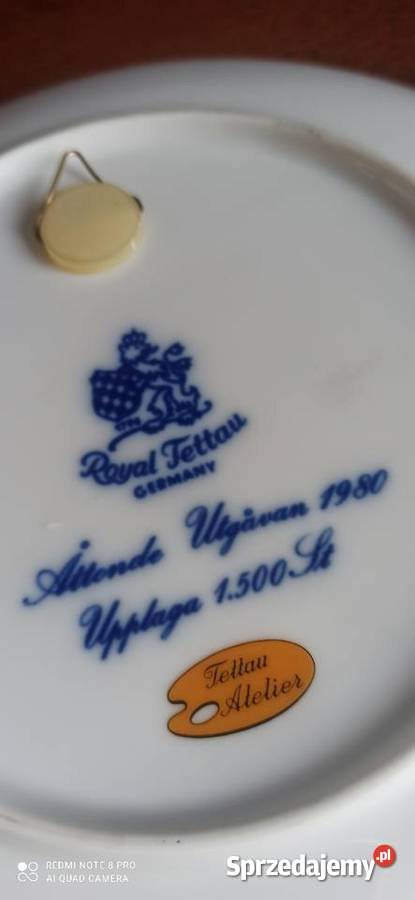 1794
Royal Tettau
GERMANY
Åttonde Utgåvan 1980
Upplaga 1.500 St
Tettau
Atelier
REDMI NOTE 8 PRO
AI QUAD CAMERA
Sprzedajemy.pl